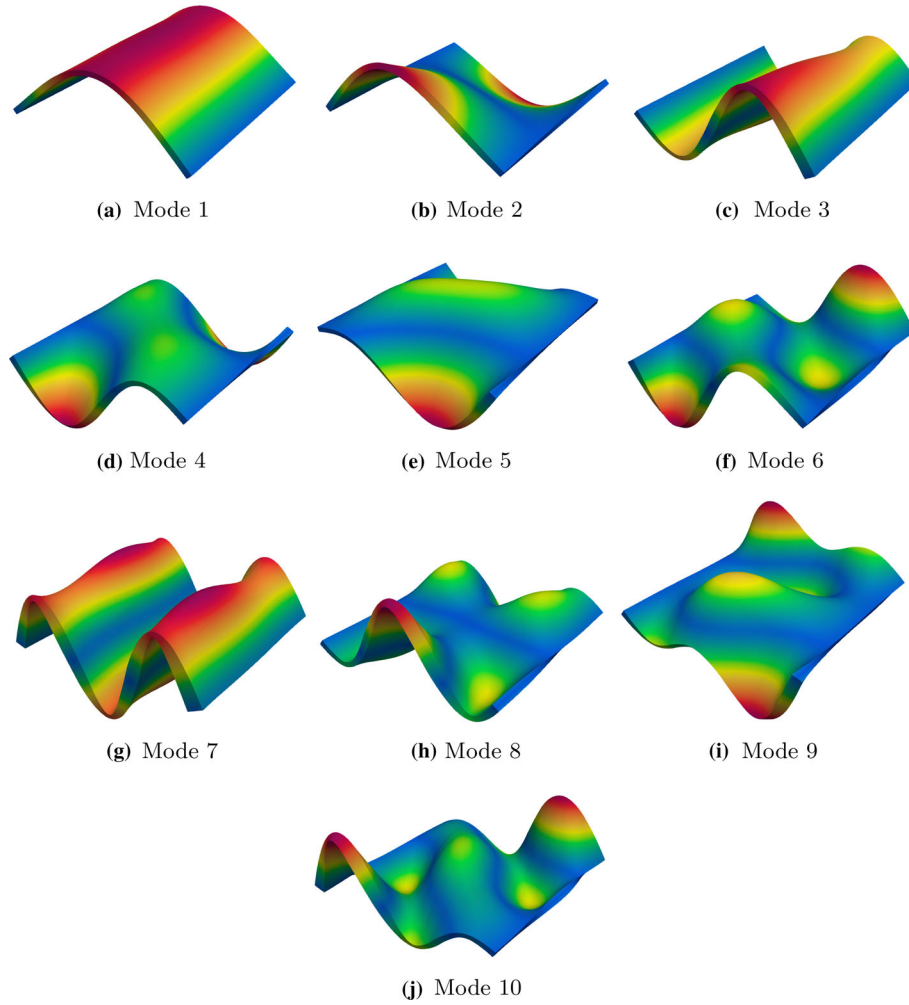 (a) Mode 1
(b) Mode 2
(c) Mode 3
(d) Mode 4
(e) Mode 5
(f) Mode 6
(g) Mode 7
(h) Mode 8
(i) Mode 9
(j) Mode 10